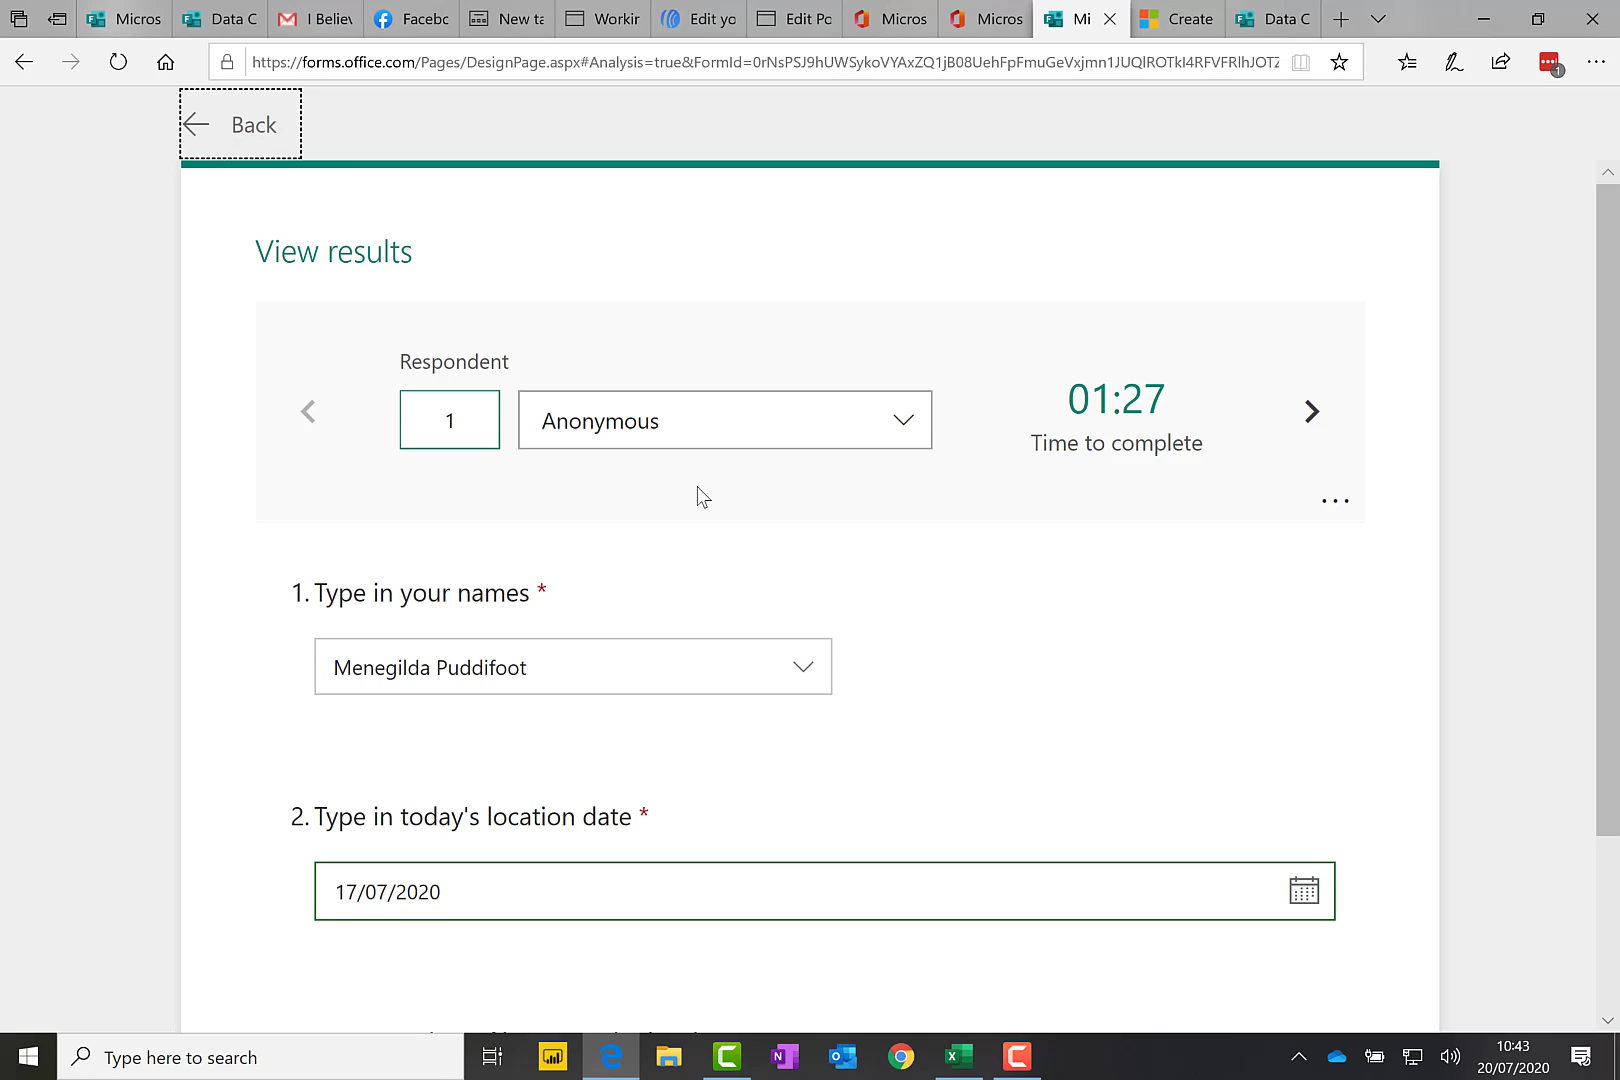 Micros
Data C
I Believ
Facebc
New ta
Workir
Edit yo
Edit Pc
Micros
Micros
Mi
Create
Data C
https://forms.office.com/Pages/DesignPage.aspx#Analysis=true&FormId=
1
Back
View results
Respondent
1
Anonymous
01:27
Time to complete
1. Type in your names *
Menegilda Puddifoot
2. Type in today's location date *
17/07/2020
Type here to search
N
10:43
20/07/2020